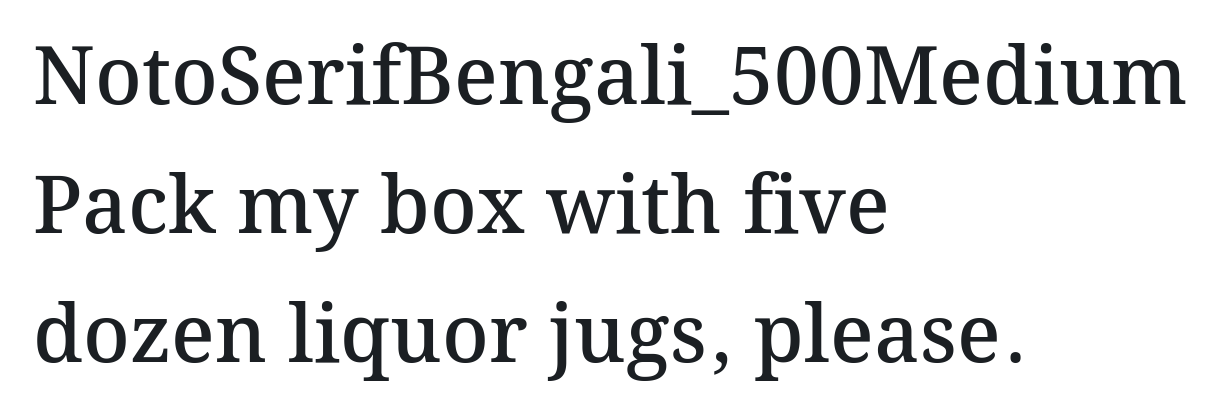 NotoSerifBengali_500Medium
Pack my box with five
dozen liquor jugs, please.